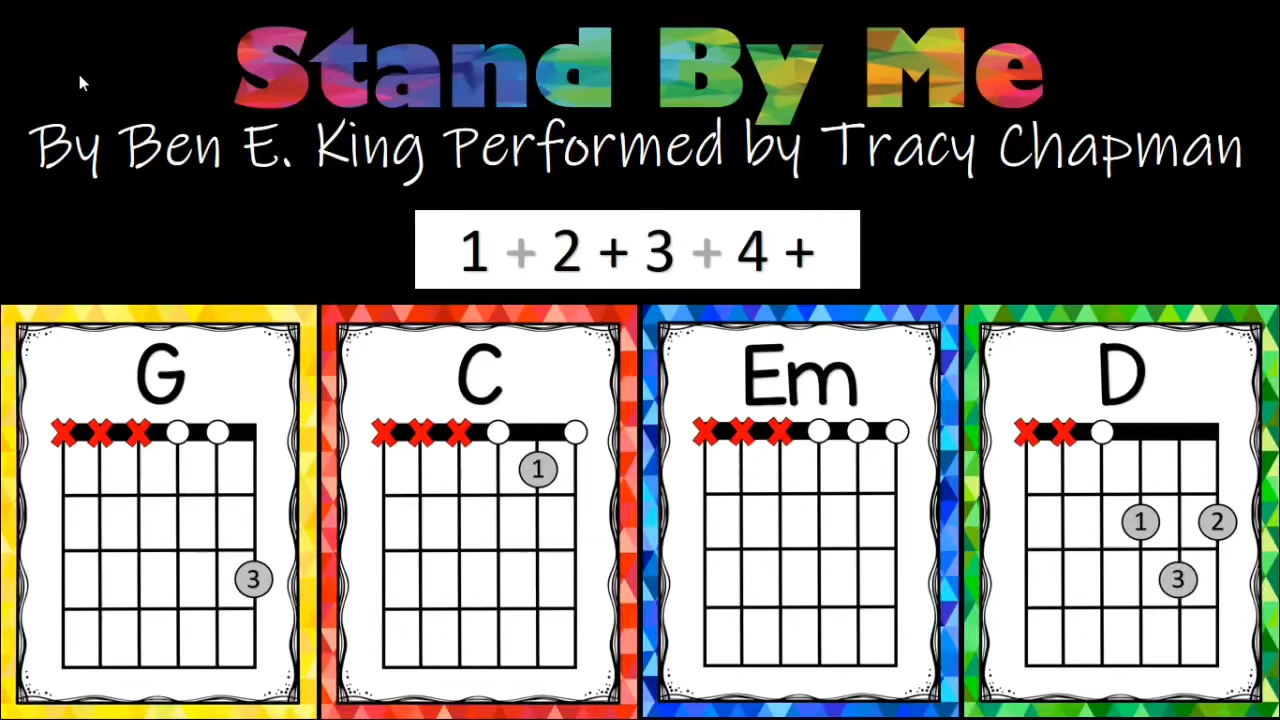 Stand By Me
By Ben E. King Performed by Tracy Chapman
1 + 2 + 3 + 4 +
G
C
Em
D
1
1
2
3
3